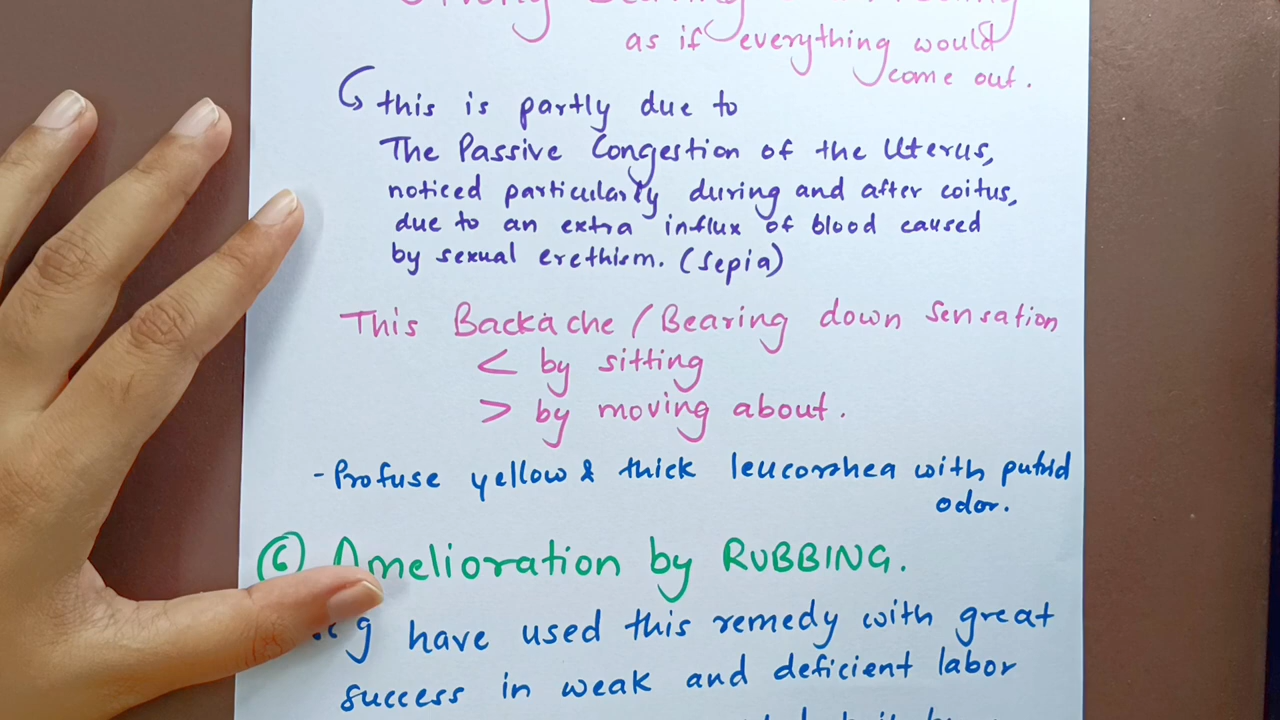 as if everything would
come out.
this is partly due to
The Passive Congestion of the Uterus,
noticed particularly during and after coitus,
due to an extra influx of blood caused
by sexual erethism. (Sepia)
This Backache / Bearing down sensation
< by sitting
> by moving about.
- Profuse yellow & thick leucorrhea with putrid
odor.
6 Amelioration by RUBBING.
have used this remedy with great
success in weak and deficient labor